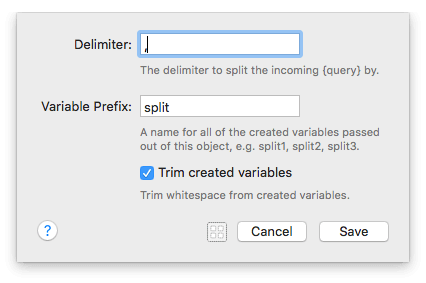 Delimiter: ,
The delimiter to split the incoming {query} by.
Variable Prefix: split
A name for all of the created variables passed
out of this object, e.g. split1, split2, split3.
Trim created variables
Trim whitespace from created variables.
? Cancel Save